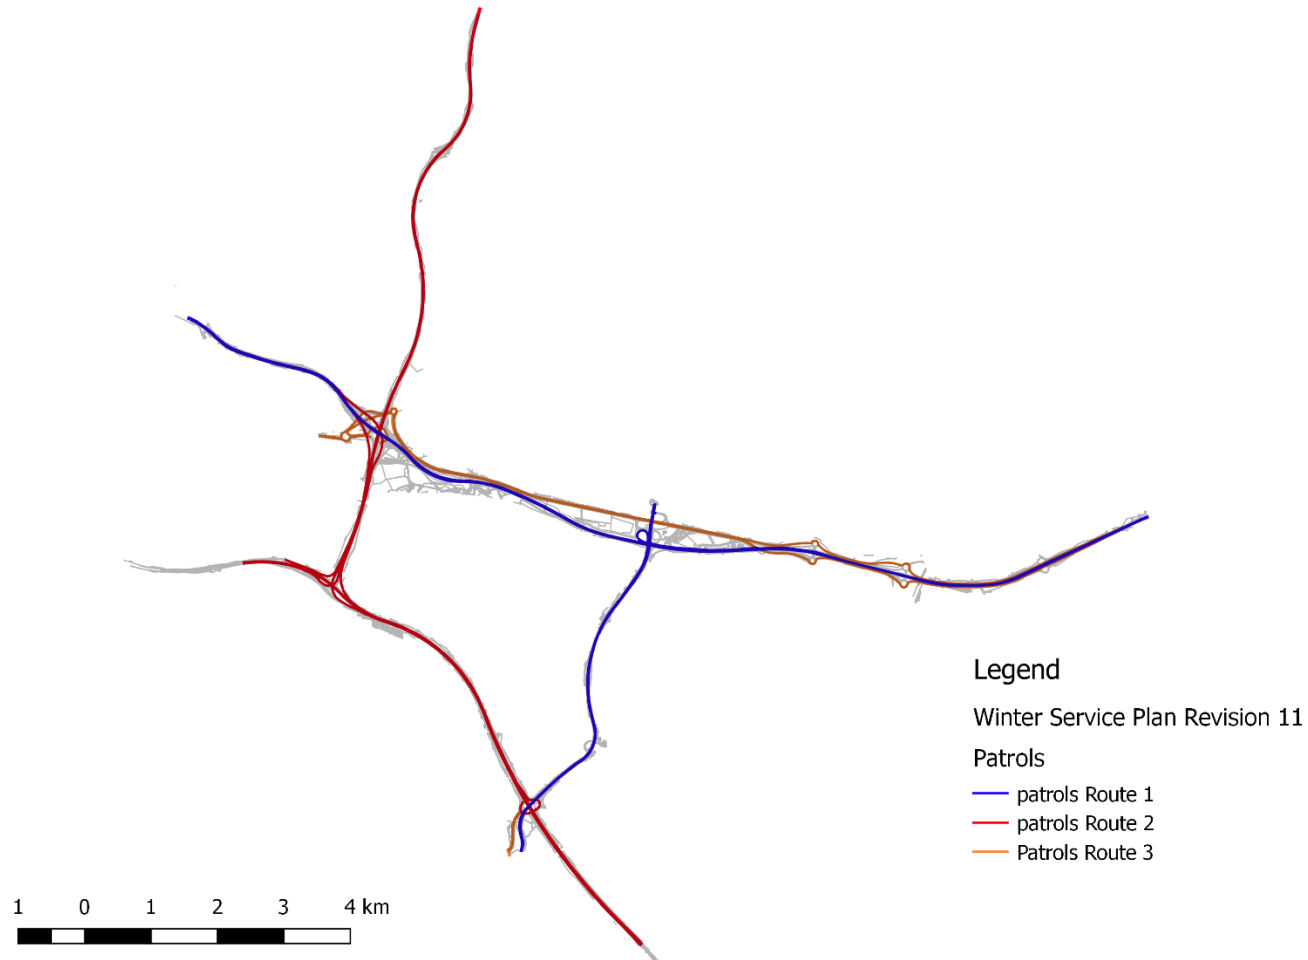 Legend
Winter Service Plan Revision 11
Patrols
patrols Route 1
patrols Route 2
Patrols Route 3
1 0 1 2 3 4 km